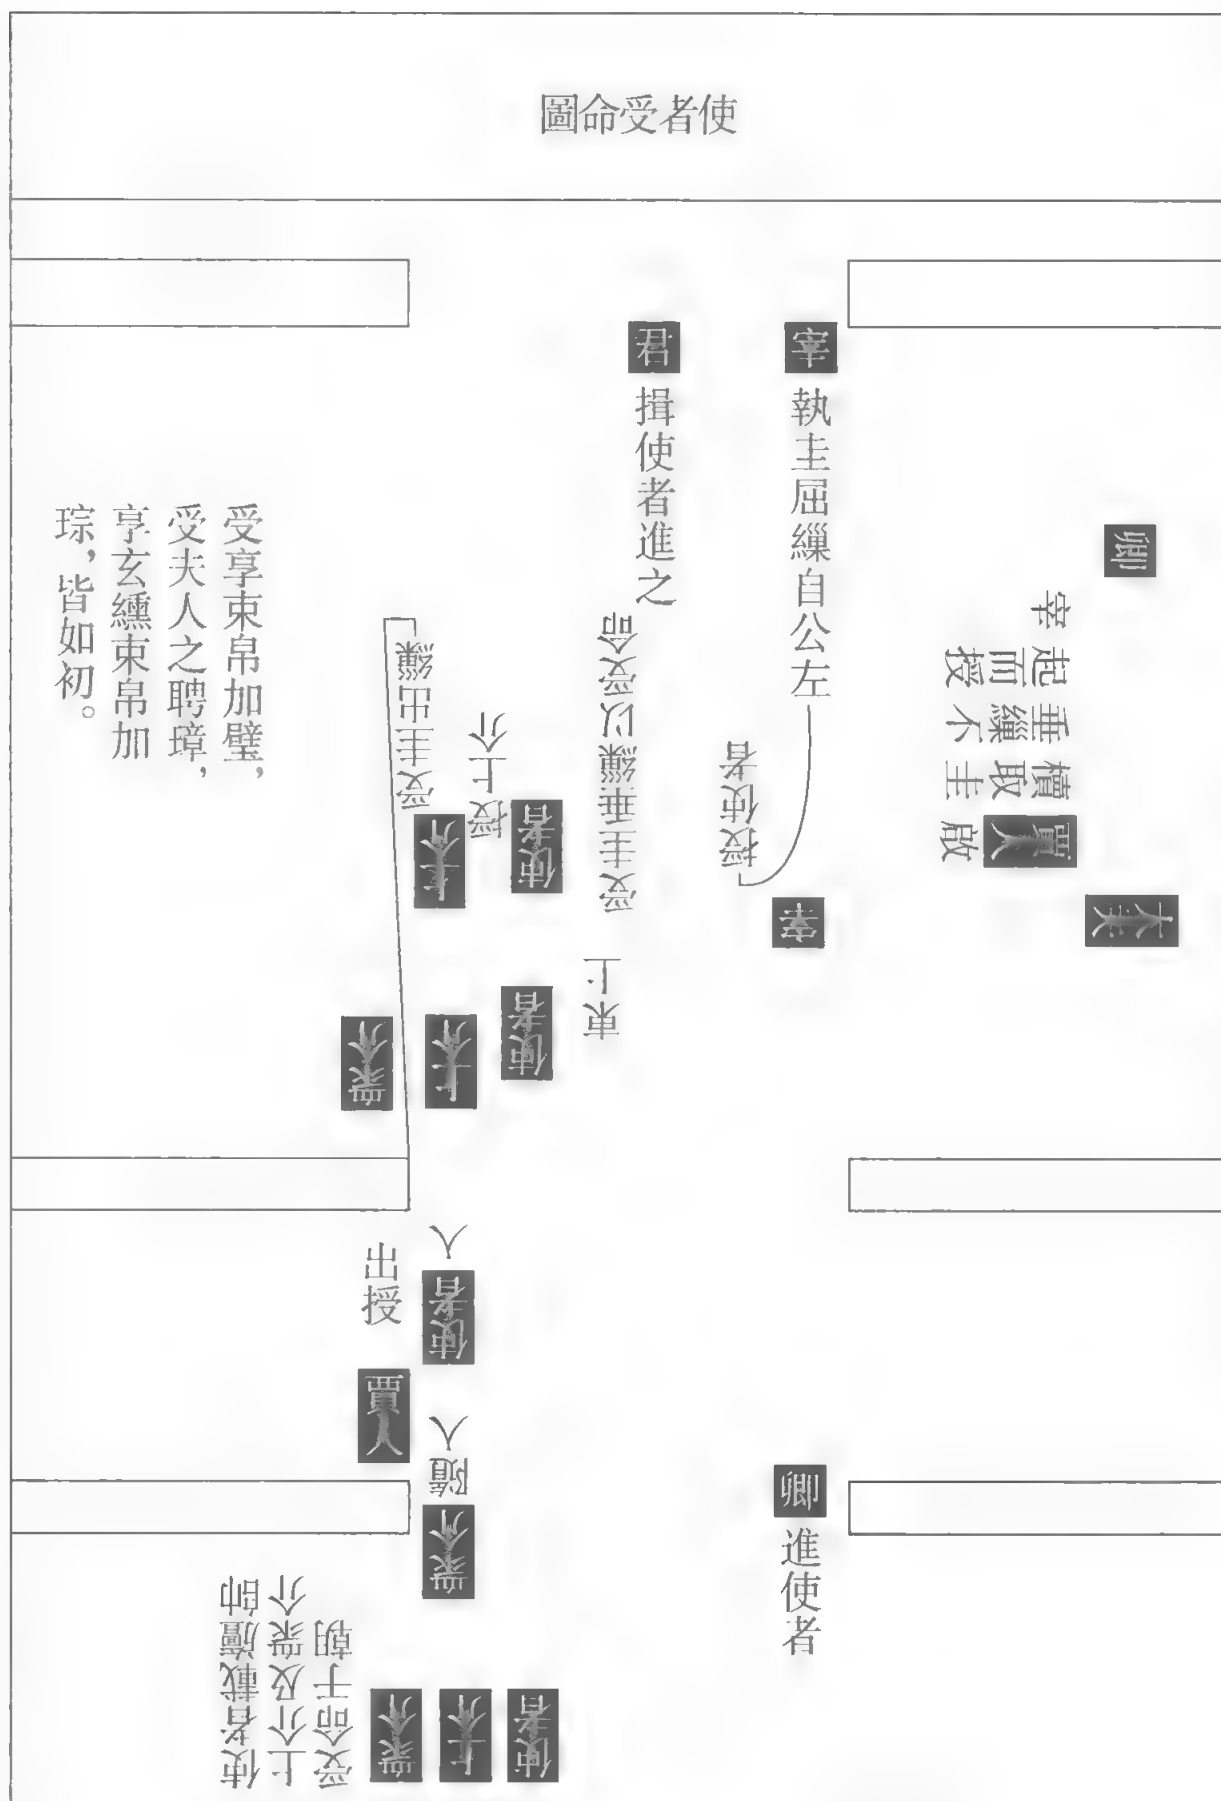 使者受命圖
君
揖使者進之
宰
執圭屈繅自公左
授使者
宰
卿
大夫
賈人
啟櫝取圭垂繅不起而授宰
受圭垂繅以受命
東上
使者
授上介
上介
受圭出繅
使者
上介
眾介
受享束帛加璧，
受夫人之聘璋，
亨玄纁束帛加
琮，皆如初。
出授
賈人
使者
入
眾介
隨入
卿
進使者
使者
上介
眾介
使者載旜帥
上介及眾介
受命于朝